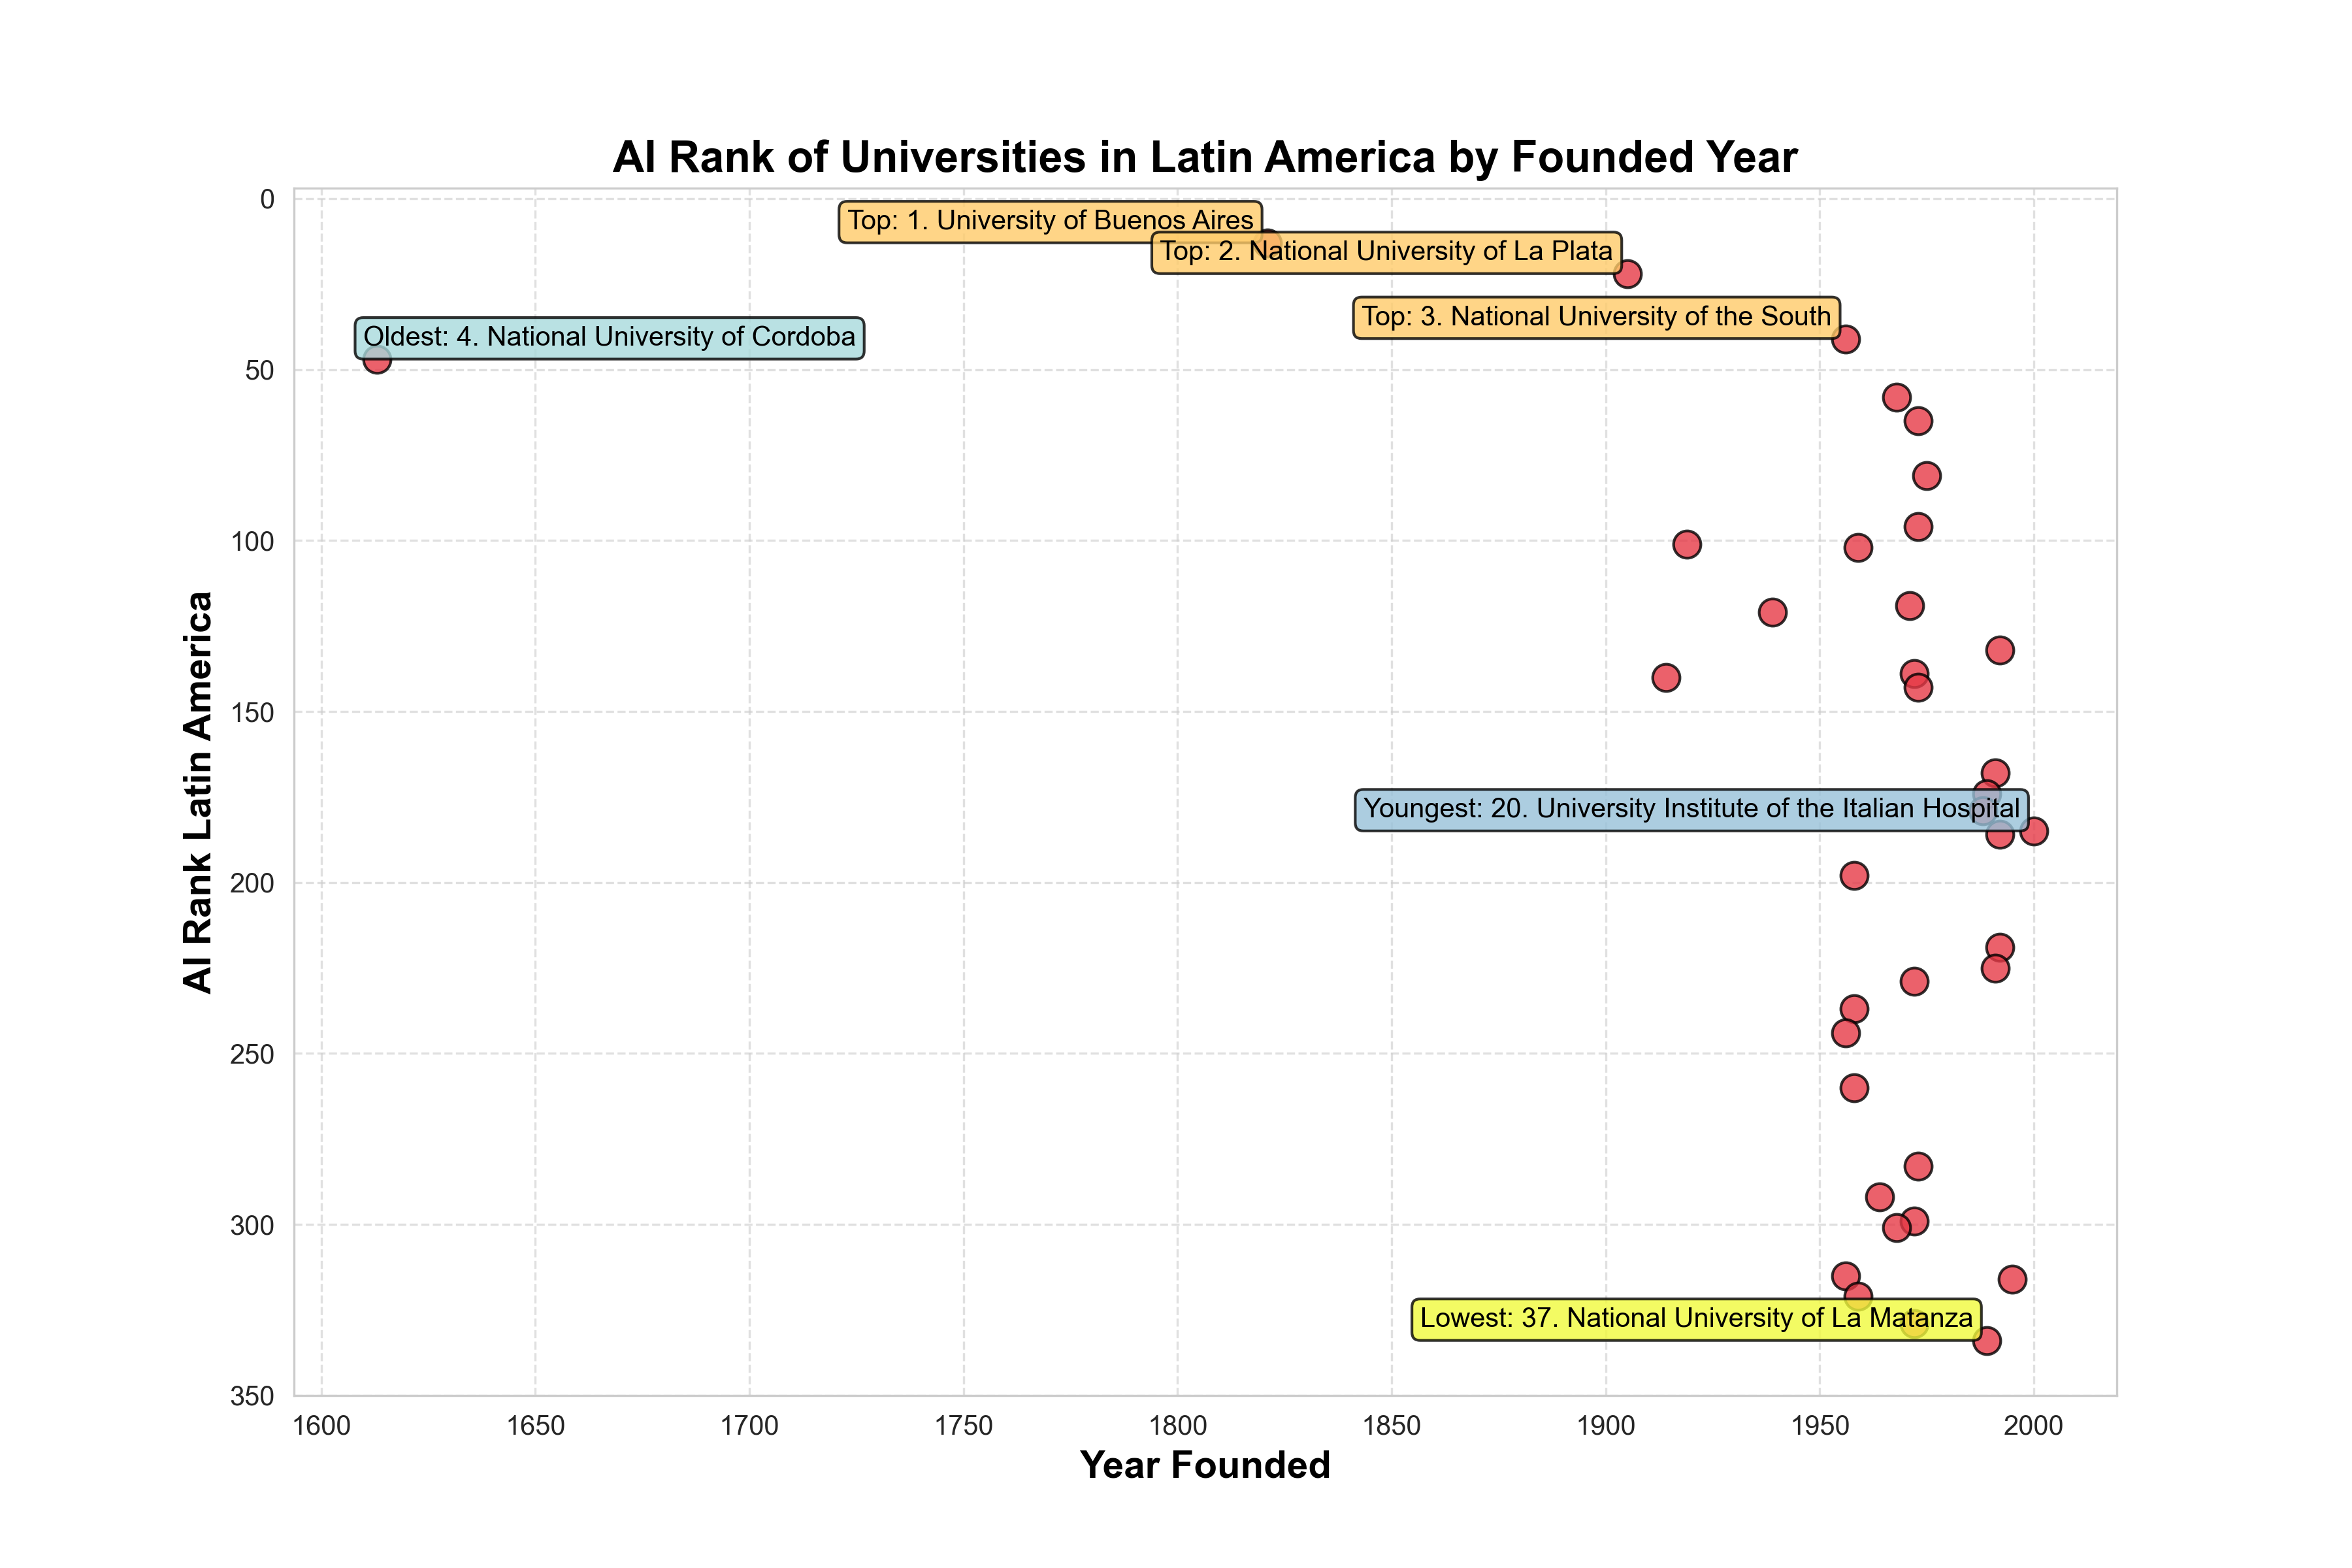 AI Rank of Universities in Latin America by Founded Year
0
Top: 1. University of Buenos Aires
Top: 2. National University of La Plata
Top: 3. National University of the South
Oldest: 4. National University of Cordoba
50
100
150
Youngest: 20. University Institute of the Italian Hospital
200
250
300
Lowest: 37. National University of La Matanza
350
AI Rank Latin America
1600 1650 1700 1750 1800 1850 1900 1950 2000
Year Founded